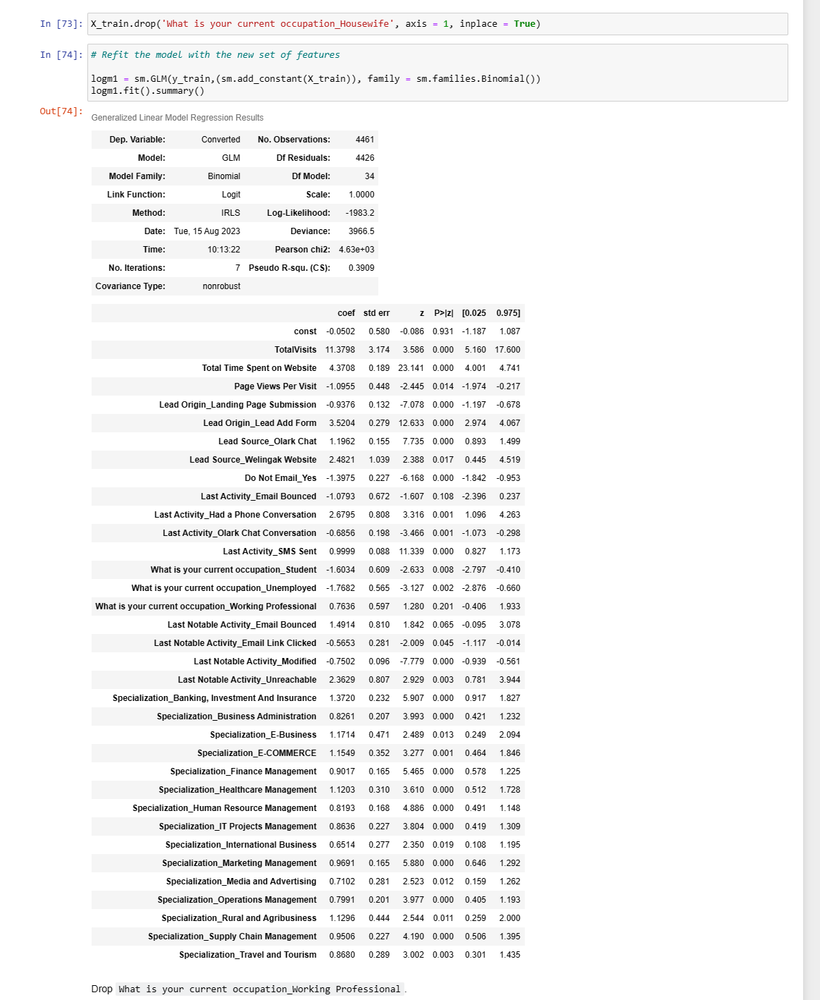 In [73]: X_train.drop('What is your current occupation_Housewife', axis = 1, inplace = True)
In [74]: # Refit the model with the new set of features
logm1 = sm.GLM(y_train,(sm.add_constant(X_train)), family = sm.families.Binomial())
logm1.fit().summary()
Out[74]:
Generalized Linear Model Regression Results
Dep. Variable: Converted No. Observations: 4461
Model: GLM Df Residuals: 4426
Model Family: Binomial Df Model: 34
Link Function: Logit Scale: 1.0000
Method: IRLS Log-Likelihood: -1983.2
Date: Tue, 15 Aug 2023 Deviance: 3966.5
Time: 10:13:22 Pearson chi2: 4.63e+03
No. Iterations: 7 Pseudo R-squ. (CS): 0.3909
Covariance Type: nonrobust
coef std err z P>|z| [0.025 0.975]
const -0.0502 0.580 -0.086 0.931 -1.187 1.087
TotalVisits 11.3798 3.174 3.586 0.000 5.160 17.600
Total Time Spent on Website 4.3708 0.189 23.141 0.000 4.001 4.741
Page Views Per Visit -1.0955 0.448 -2.445 0.014 -1.974 -0.217
Lead Origin_Landing Page Submission -0.9376 0.132 -7.078 0.000 -1.197 -0.678
Lead Origin_Lead Add Form 3.5204 0.279 12.633 0.000 2.974 4.067
Lead Source_Olark Chat 1.1962 0.155 7.735 0.000 0.893 1.499
Lead Source_Welingak Website 2.4821 1.039 2.388 0.017 0.445 4.519
Do Not Email_Yes -1.3975 0.227 -6.168 0.000 -1.842 -0.953
Last Activity_Email Bounced -1.0793 0.672 -1.607 0.108 -2.396 0.237
Last Activity_Had a Phone Conversation 2.6795 0.808 3.316 0.001 1.096 4.263
Last Activity_Olark Chat Conversation -0.6856 0.198 -3.466 0.001 -1.073 -0.298
Last Activity_SMS Sent 0.9999 0.088 11.339 0.000 0.827 1.173
What is your current occupation_Student -1.6034 0.609 -2.633 0.008 -2.797 -0.410
What is your current occupation_Unemployed -1.7682 0.565 -3.127 0.002 -2.876 -0.660
What is your current occupation_Working Professional 0.7636 0.597 1.280 0.201 -0.406 1.933
Last Notable Activity_Email Bounced 1.4914 0.810 1.842 0.065 -0.095 3.078
Last Notable Activity_Email Link Clicked -0.5653 0.281 -2.009 0.045 -1.117 -0.014
Last Notable Activity_Modified -0.7502 0.096 -7.779 0.000 -0.939 -0.561
Last Notable Activity_Unreachable 2.3629 0.807 2.929 0.003 0.781 3.944
Specialization_Banking, Investment And Insurance 1.3720 0.232 5.907 0.000 0.917 1.827
Specialization_Business Administration 0.8261 0.207 3.993 0.000 0.421 1.232
Specialization_E-Business 1.1714 0.471 2.489 0.013 0.249 2.094
Specialization_E-COMMERCE 1.1549 0.352 3.277 0.001 0.464 1.846
Specialization_Finance Management 0.9017 0.165 5.465 0.000 0.578 1.225
Specialization_Healthcare Management 1.1203 0.310 3.610 0.000 0.512 1.728
Specialization_Human Resource Management 0.8193 0.168 4.886 0.000 0.491 1.148
Specialization_IT Projects Management 0.8636 0.227 3.804 0.000 0.419 1.309
Specialization_International Business 0.6514 0.277 2.350 0.019 0.108 1.195
Specialization_Marketing Management 0.9691 0.165 5.880 0.000 0.646 1.292
Specialization_Media and Advertising 0.7102 0.281 2.523 0.012 0.159 1.262
Specialization_Operations Management 0.7991 0.201 3.977 0.000 0.405 1.193
Specialization_Rural and Agribusiness 1.1296 0.444 2.544 0.011 0.259 2.000
Specialization_Supply Chain Management 0.9506 0.227 4.190 0.000 0.506 1.395
Specialization_Travel and Tourism 0.8680 0.289 3.002 0.003 0.301 1.435
Drop What is your current occupation_Working Professional .